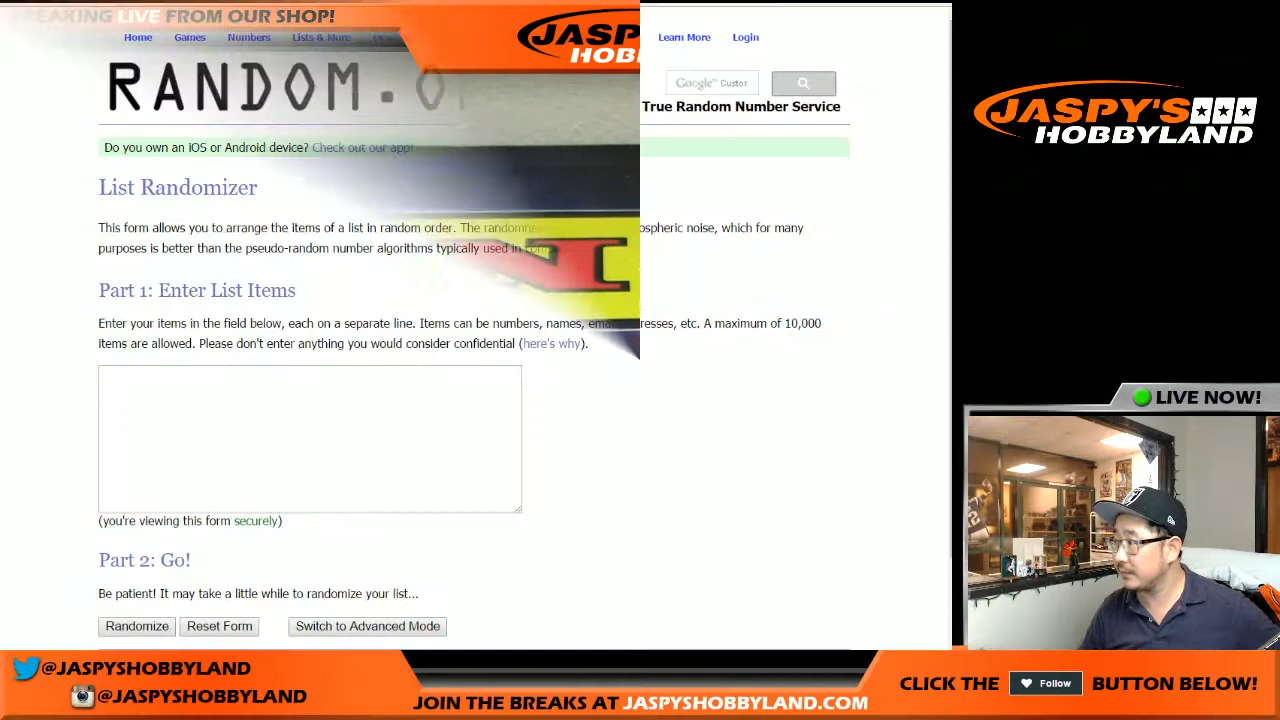 BREAKING LIVE FROM OUR SHOP!
Home Games Numbers Lists & More Learn More Login
JASPY
HOBB
RANDOM.O
Google™ Custor
True Random Number Service
Do you own an iOS or Android device? Check out our app!
List Randomizer
This form allows you to arrange the items of a list in random order. The ospheric noise, which for many
purposes is better than the pseudo-random number algorithms typically used in
Part 1: Enter List Items
Enter your items in the field below, each on a separate line. Items can be numbers, names, resses, etc. A maximum of 10,000
items are allowed. Please don't enter anything you would consider confidential (here's why).
(you're viewing this form securely)
Part 2: Go!
Be patient! It may take a little while to randomize your list...
Randomize Reset Form Switch to Advanced Mode
JASPY'S
HOBBYLAND
LIVE NOW!
@JASPYSHOBBYLAND
@JASPYSHOBBYLAND
JOIN THE BREAKS AT JASPYSHOBBYLAND.COM
CLICK THE Follow BUTTON BELOW!